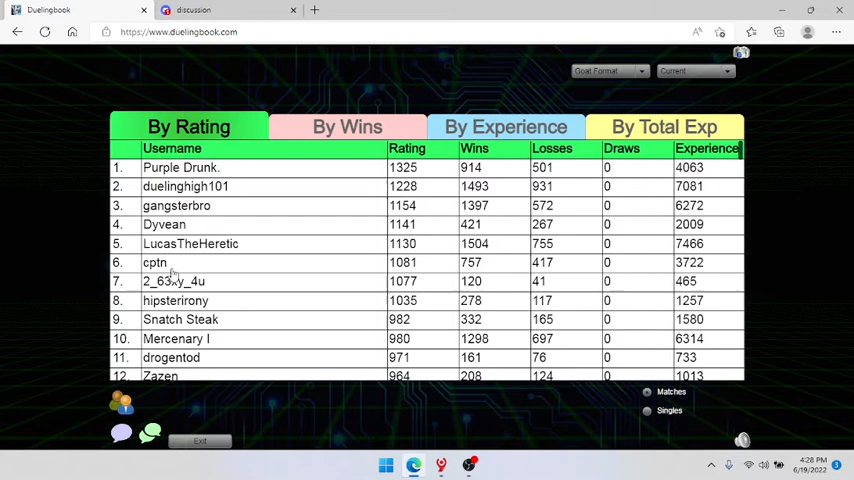 Duelingbook
discussion
https://www.duelingbook.com
Goat Format
Current
By Rating By Wins By Experience By Total Exp
Username Rating Wins Losses Draws Experience
1. Purple Drunk. 1325 914 501 0 4063
2. duelinghigh101 1228 1493 931 0 7081
3. gangsterbro 1154 1397 572 0 6272
4. Dyvean 1141 421 267 0 2009
5. LucasTheHeretic 1130 1504 755 0 7466
6. cptn 1081 757 417 0 3722
7. 1077 120 41 0 465
8. hipsterirony 1035 278 117 0 1257
9. Snatch Steak 982 332 165 0 1580
10. Mercenary I 980 1298 697 0 6314
11. drogentod 971 161 76 0 733
12. Zazen 964 208 124 0 1013
Matches
Singles
Exit
4:28 PM
6/19/2022
3